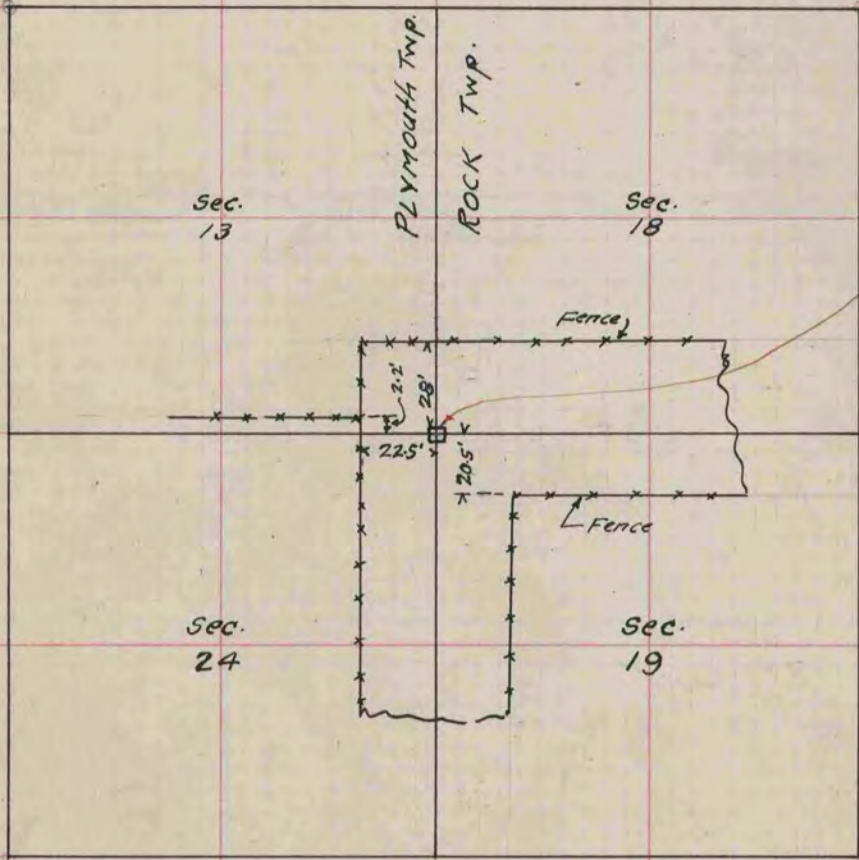 PLYMOUTH TWP.
ROCK TWP.
Sec.
13
Sec.
18
Fence
2.2'
28'
22.5'
20.5'
Fence
Sec.
24
Sec.
19